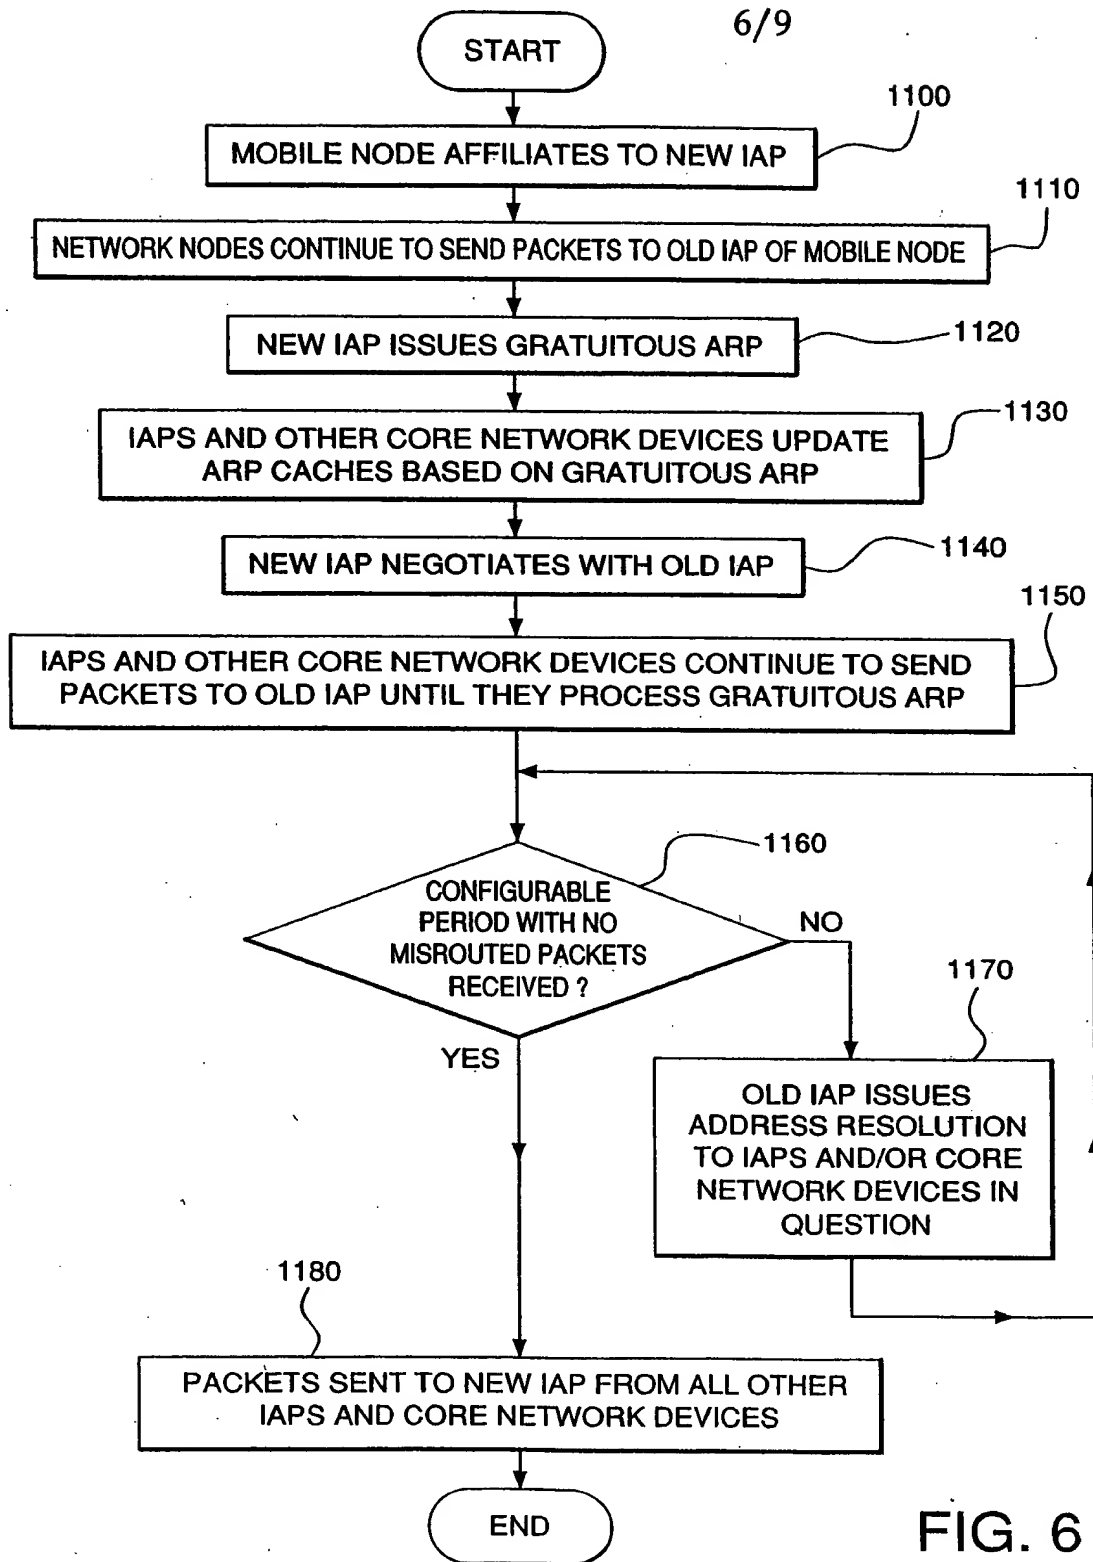 6/9
START
1100
MOBILE NODE AFFILIATES TO NEW IAP
1110
NETWORK NODES CONTINUE TO SEND PACKETS TO OLD IAP OF MOBILE NODE
NEW IAP ISSUES GRATUITOUS ARP
1120
IAPS AND OTHER CORE NETWORK DEVICES UPDATE
ARP CACHES BASED ON GRATUITOUS ARP
1130
NEW IAP NEGOTIATES WITH OLD IAP
1140
1150
IAPS AND OTHER CORE NETWORK DEVICES CONTINUE TO SEND
PACKETS TO OLD IAP UNTIL THEY PROCESS GRATUITOUS ARP
1160
CONFIGURABLE
PERIOD WITH NO
MISROUTED PACKETS
RECEIVED ?
NO
YES
1170
OLD IAP ISSUES
ADDRESS RESOLUTION
TO IAPS AND/OR CORE
NETWORK DEVICES IN
QUESTION
1180
PACKETS SENT TO NEW IAP FROM ALL OTHER
IAPS AND CORE NETWORK DEVICES
END
FIG. 6